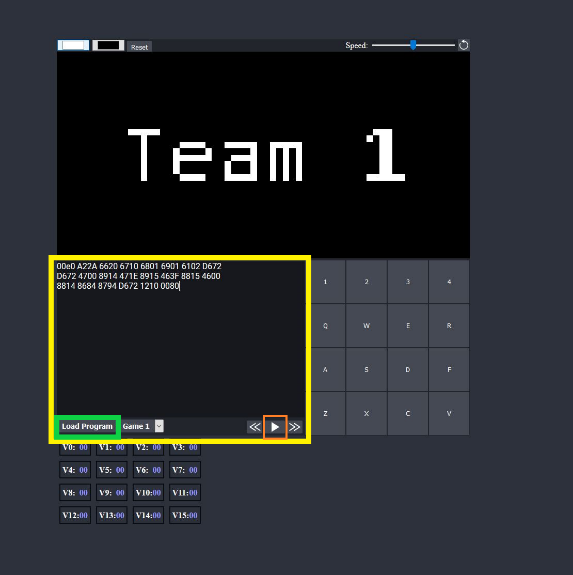 Reset
Speed:
Team 1
00e0 A22A 6620 6710 6801 6901 6102 D672
D672 4700 8914 471E 8915 463F 8815 4600
8814 8684 8794 D672 1210 0080
1 2 3 4
Q W E R
A S D F
Z X C V
Load Program Game 1
V0: 00 V1: 00 V2: 00 V3: 00
V4: 00 V5: 00 V6: 00 V7: 00
V8: 00 V9: 00 V10:00 V11:00
V12:00 V13:00 V14:00 V15:00